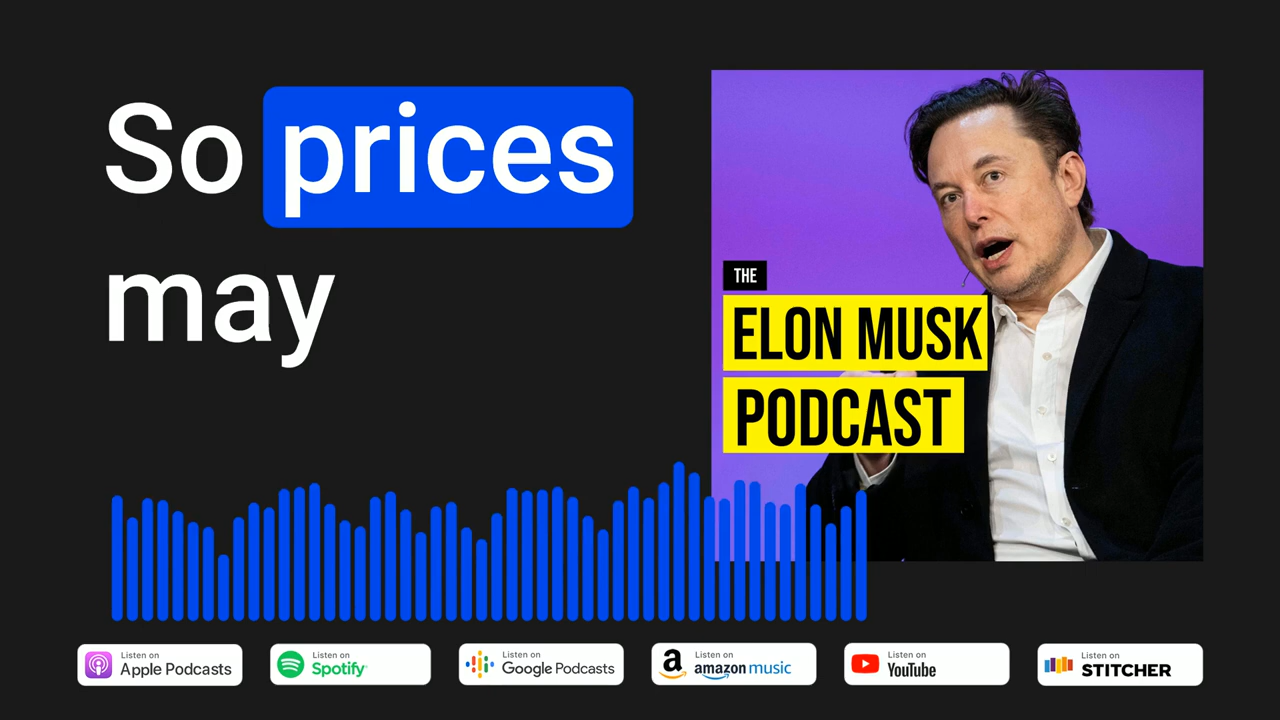 So prices
may
THE
ELON MUSK
PODCAST
Listen on
Apple Podcasts
Listen on
Spotify
Listen on
Google Podcasts
Listen on
amazon music
Listen on
YouTube
Listen on
STITCHER